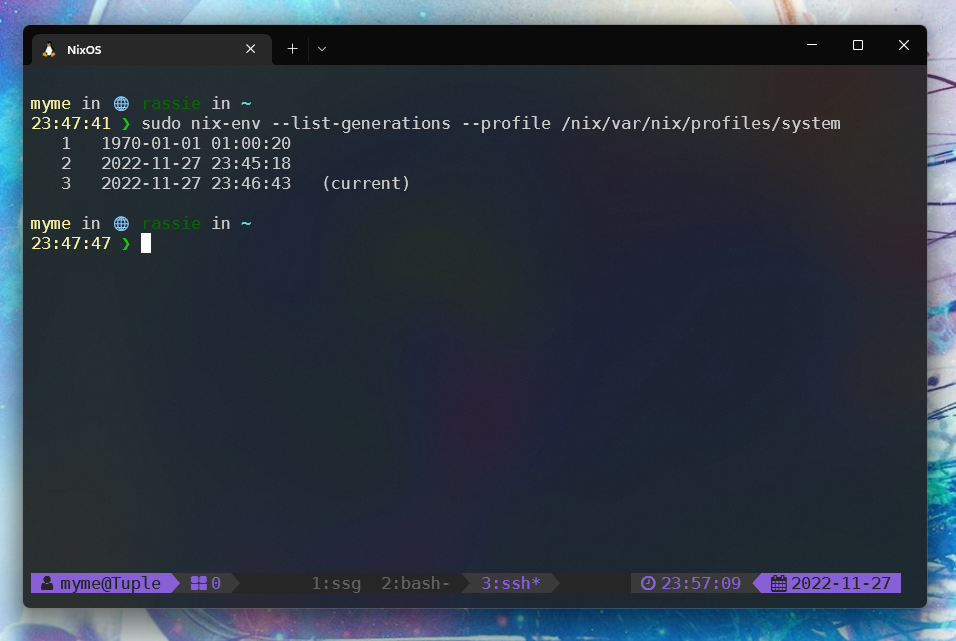 NixOS
myme in rassie in ~
23:47:41 ❯ sudo nix-env --list-generations --profile /nix/var/nix/profiles/system
1 1970-01-01 01:00:20
2 2022-11-27 23:45:18
3 2022-11-27 23:46:43 (current)
myme in rassie in ~
23:47:47 ❯
myme@Tuple 0 1:ssg 2:bash- 3:ssh* 23:57:09 2022-11-27